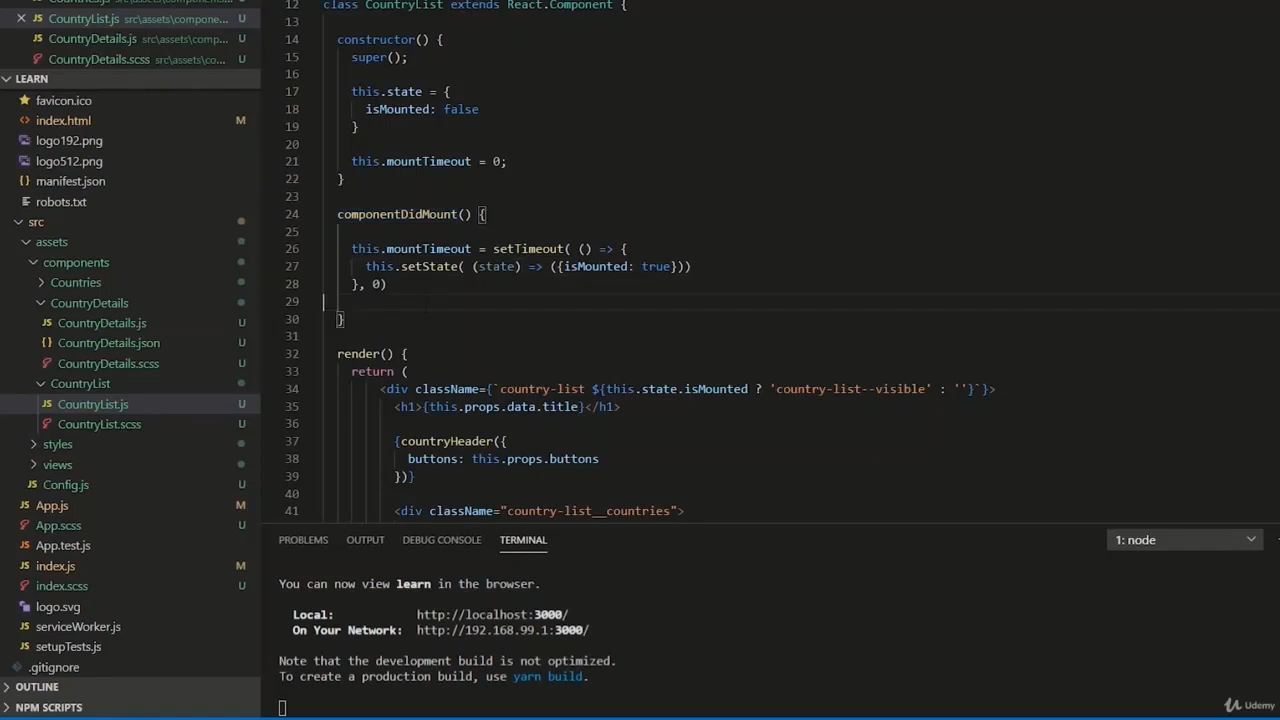 CountryList.js src\assets\compone... U
CountryDetails.js src\assets\comp... U
CountryDetails.scss src\assets\co... U
LEARN
favicon.ico
index.html M
logo192.png
logo512.png
manifest.json
robots.txt
src
assets
components
Countries
CountryDetails
CountryDetails.js U
CountryDetails.json U
CountryDetails.scss U
CountryList
CountryList.js U
CountryList.scss U
styles
views
Config.js U
App.js M
App.scss U
App.test.js
index.js M
index.scss U
logo.svg
serviceWorker.js
setupTests.js
.gitignore
OUTLINE
NPM SCRIPTS
12 class CountryList extends React.Component {
13
14 constructor() {
15 super();
16
17 this.state = {
18 isMounted: false
19 }
20
21 this.mountTimeout = 0;
22 }
23
24 componentDidMount() {
25
26 this.mountTimeout = setTimeout( () => {
27 this.setState( (state) => ({isMounted: true}))
28 }, 0)
29
30 }
31
32 render() {
33 return (
34 <div className={`country-list ${this.state.isMounted ? 'country-list--visible' : ''}`}>
35 <h1>{this.props.data.title}</h1>
36
37 {countryHeader({
38 buttons: this.props.buttons
39 })}
40
41 <div className="country-list__countries">
PROBLEMS OUTPUT DEBUG CONSOLE TERMINAL 1: node
You can now view learn in the browser.
Local: http://localhost:3000/
On Your Network: http://192.168.99.1:3000/
Note that the development build is not optimized.
To create a production build, use yarn build.
Udemy